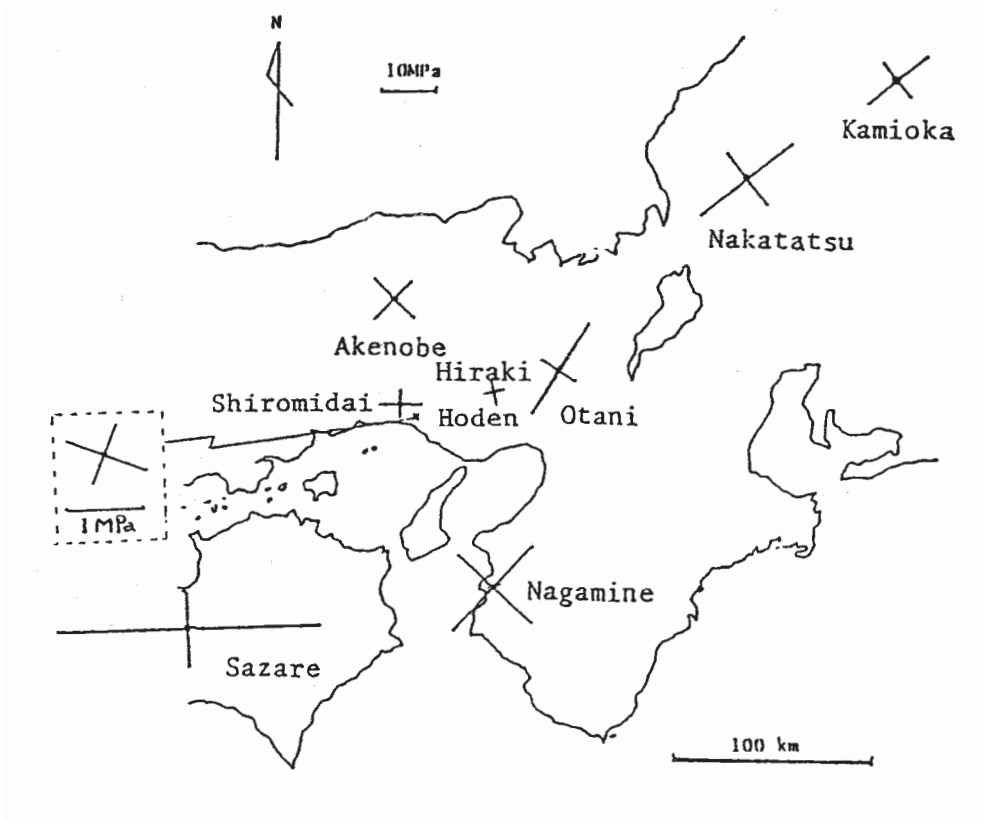 N
10MPa
Kamioka
Nakatatsu
Akenobe
Hiraki
Shiromidai
Hoden
Otani
1MPa
Nagamine
Sazare
100 km